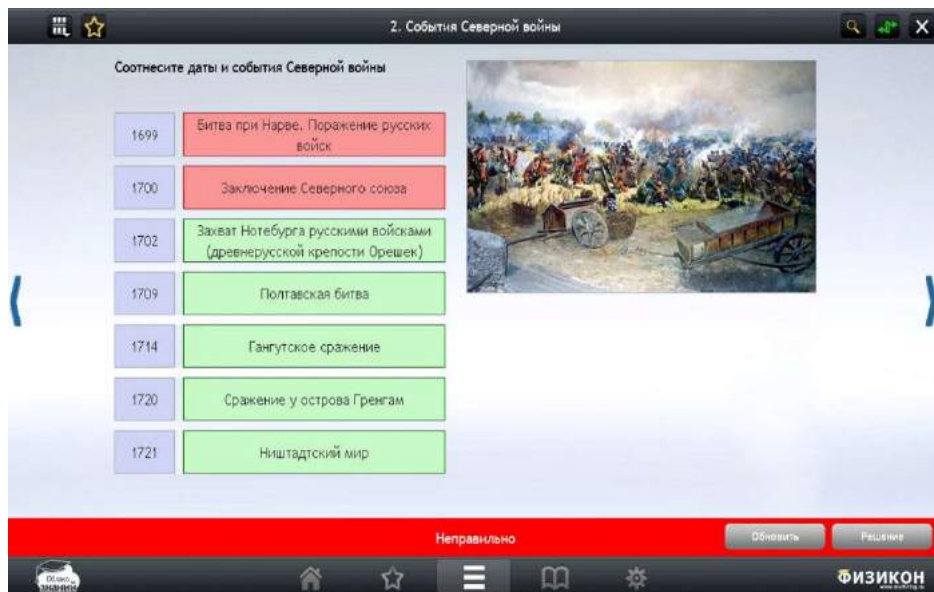 2. События Северной войны
Соотнесите даты и события Северной войны
1699
Битва при Нарве. Поражение русских
войск
1700
Заключение Северного союза
1702
Захват Нотебурга русскими войсками
(древнерусской крепости Орешек)
1709
Полтавская битва
1714
Гангутское сражение
1720
Сражение у острова Гренгам
1721
Ништадтский мир
Неправильно
Обновить
Решение
Облако
ЗНАНИЙ
ФИЗИКОН